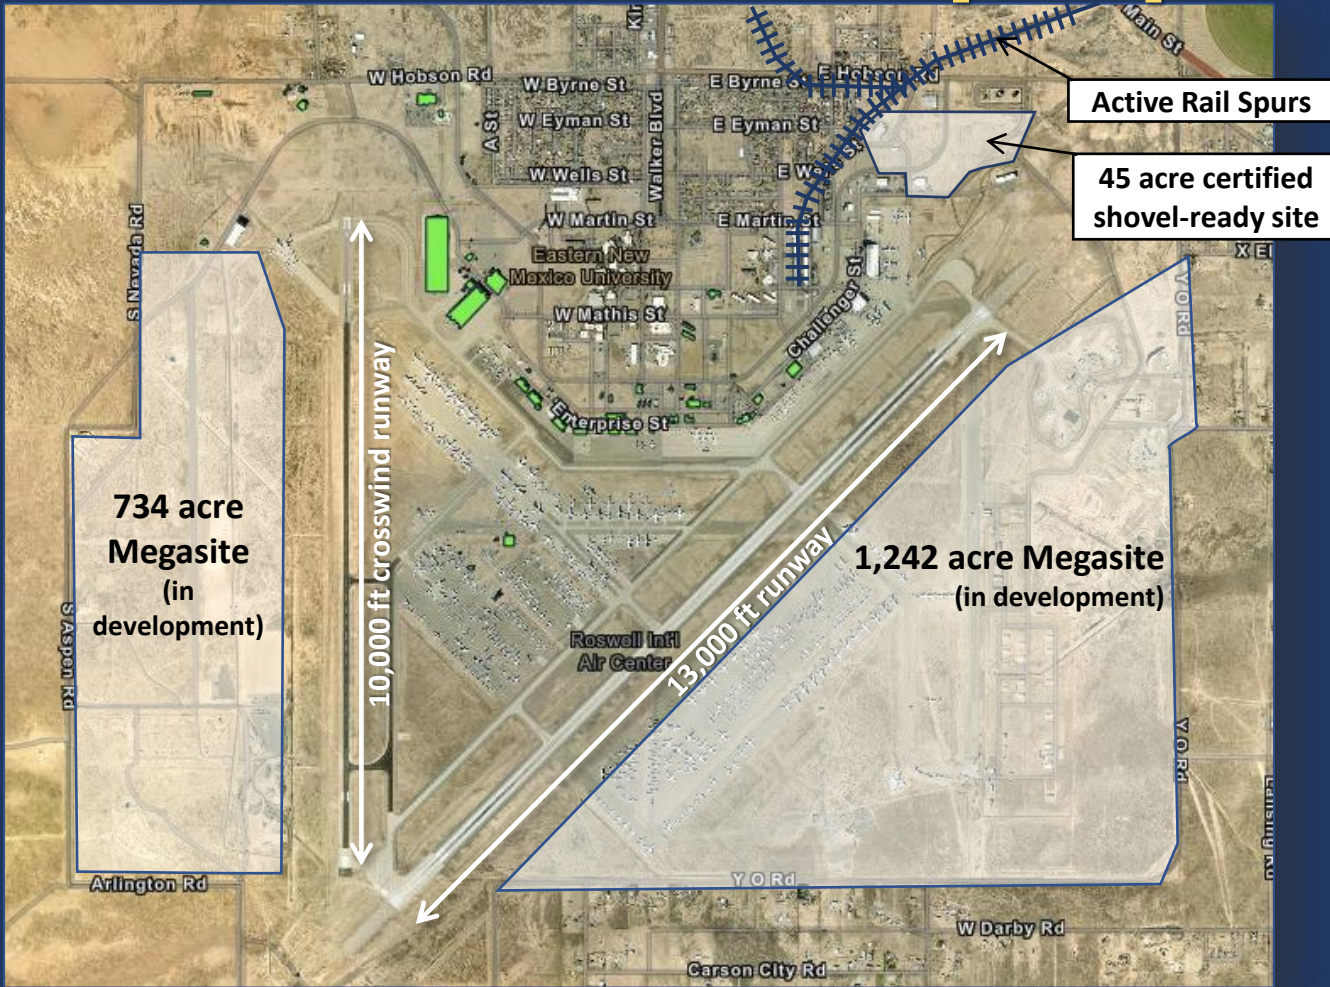 Main St
Active Rail Spurs
45 acre certified
shovel-ready site
W Hobson Rd
W Byrne St
E Byrne St
E Hobson Rd
A St
W Eyman St
Walker Blvd
E Eyman St
W Wells St
W Martin St
E Martin St
S Nevada Rd
Eastern New
Mexico University
W Mathis St
Challenger St
Enterprise St
Y O Rd
10,000 ft crosswind runway
13,000 ft runway
734 acre
Megasite
(in
development)
1,242 acre Megasite
(in development)
Roswell Int'l
Air Center
S Aspen Rd
Y O Rd
Lansing Rd
Arlington Rd
Y O Rd
W Darby Rd
Carson City Rd